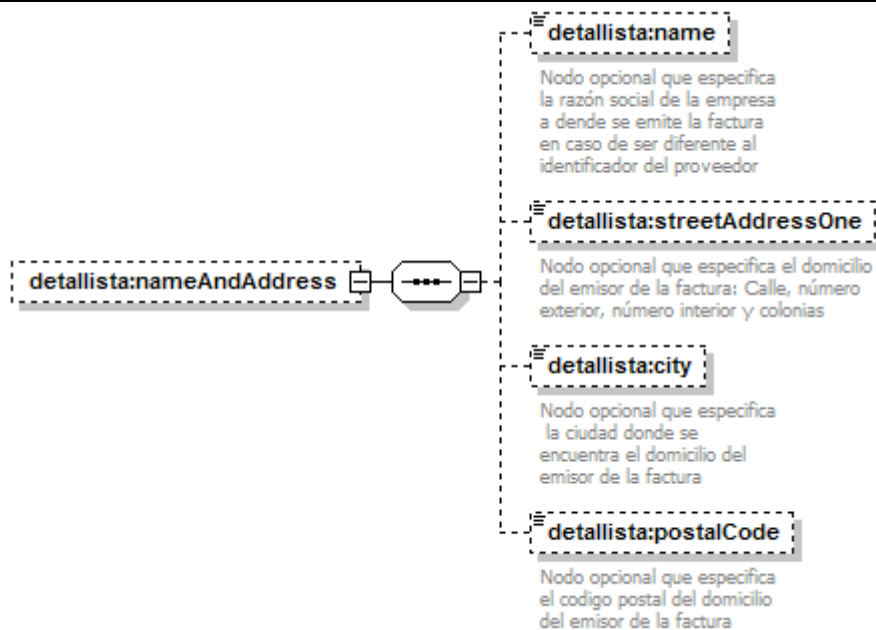 detallista:name
Nodo opcional que especifica
la razón social de la empresa
a dende se emite la factura
en caso de ser diferente al
identificador del proveedor
detallista:streetAddressOne
Nodo opcional que especifica el domicilio
del emisor de la factura: Calle, número
exterior, número interior y colonias
detallista:nameAndAddress
detallista:city
Nodo opcional que especifica
la ciudad donde se
encuentra el domicilio del
emisor de la factura
detallista:postalCode
Nodo opcional que especifica
el codigo postal del domicilio
del emisor de la factura